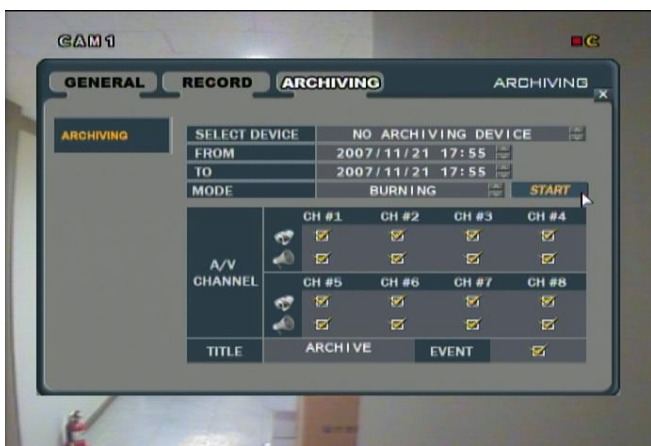 CAM 1
C
GENERAL RECORD ARCHIVING ARCHIVING
ARCHIVING
SELECT DEVICE NO ARCHIVING DEVICE
FROM 2007/11/21 17:55
TO 2007/11/21 17:55
MODE BURNING START
CH #1 CH #2 CH #3 CH #4
A/V
CHANNEL
CH #5 CH #6 CH #7 CH #8
TITLE ARCHIVE EVENT